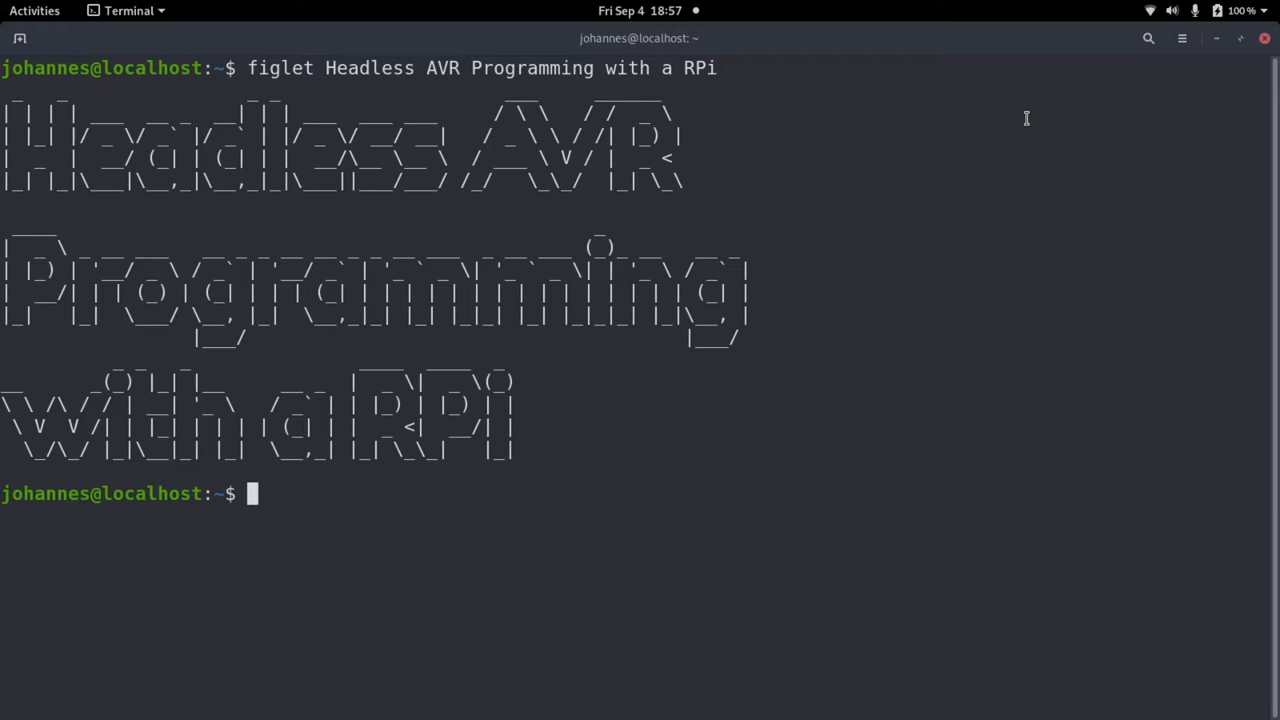 Activities Terminal Fri Sep 4 18:57 100 %
johannes@localhost: ~
johannes@localhost:~$ figlet Headless AVR Programming with a RPi
Headless AVR
Programming
with a RPi
johannes@localhost:~$